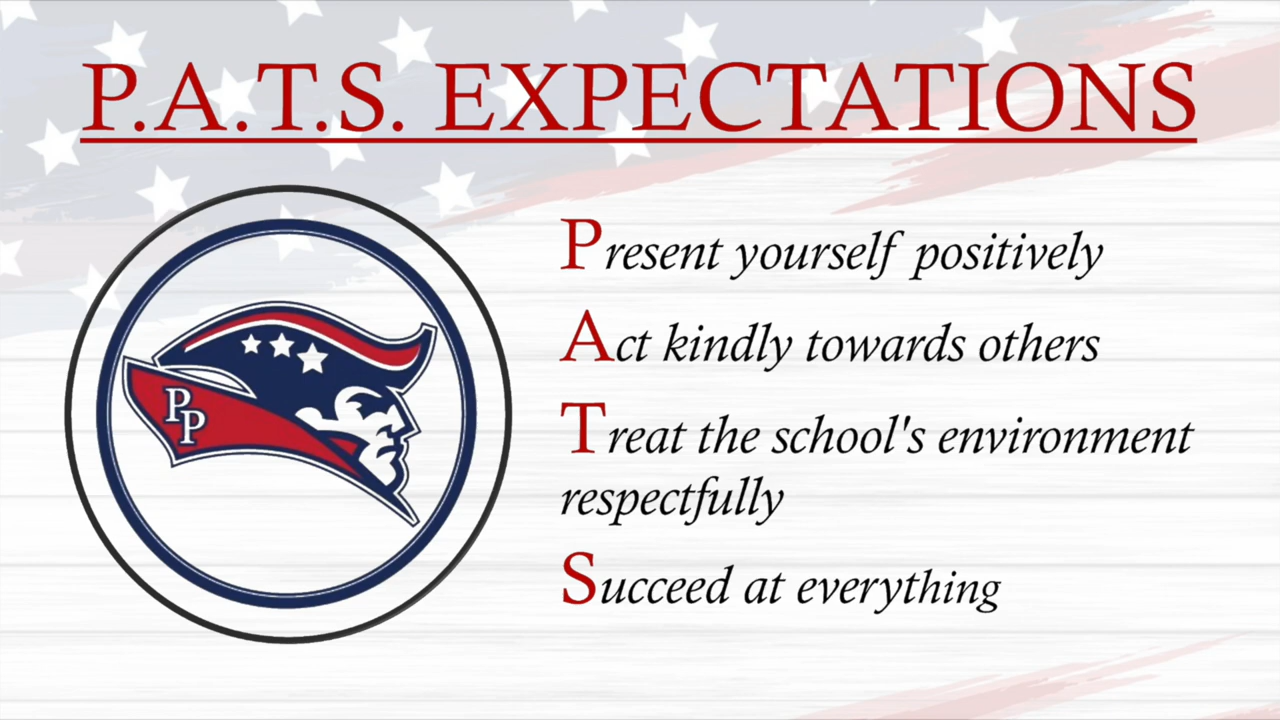 P.A.T.S. EXPECTATIONS
Present yourself positively
Act kindly towards others
Treat the school's environment
respectfully
Succeed at everything
PP